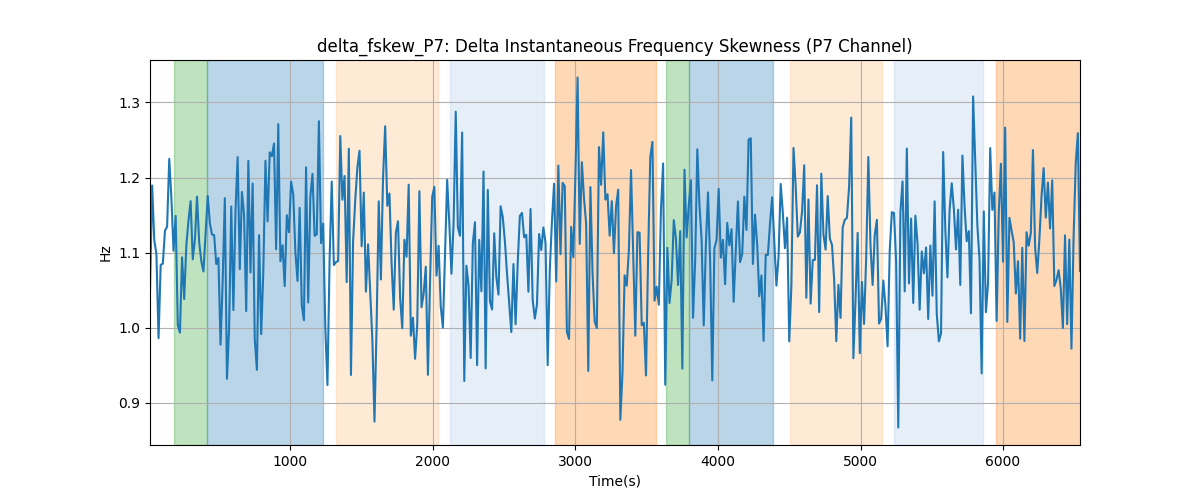 delta_fskew_P7: Delta Instantaneous Frequency Skewness (P7 Channel)
Hz
1.3
1.2
1.1
1.0
0.9
1000 2000 3000 4000 5000 6000
Time(s)